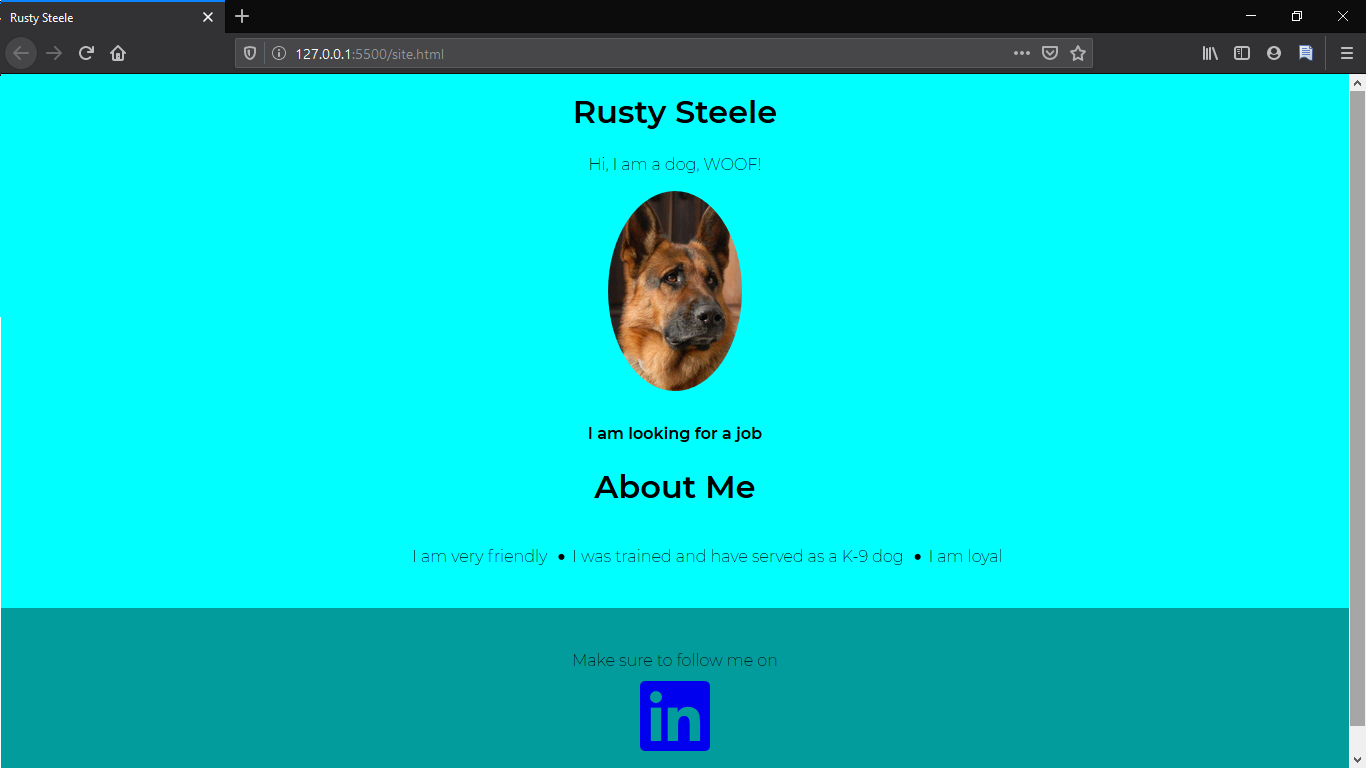 Rusty Steele
127.0.0.1:5500/site.html
Rusty Steele
Hi, I am a dog, WOOF!
I am looking for a job
About Me
I am very friendly • I was trained and have served as a K-9 dog • I am loyal
Make sure to follow me on
in